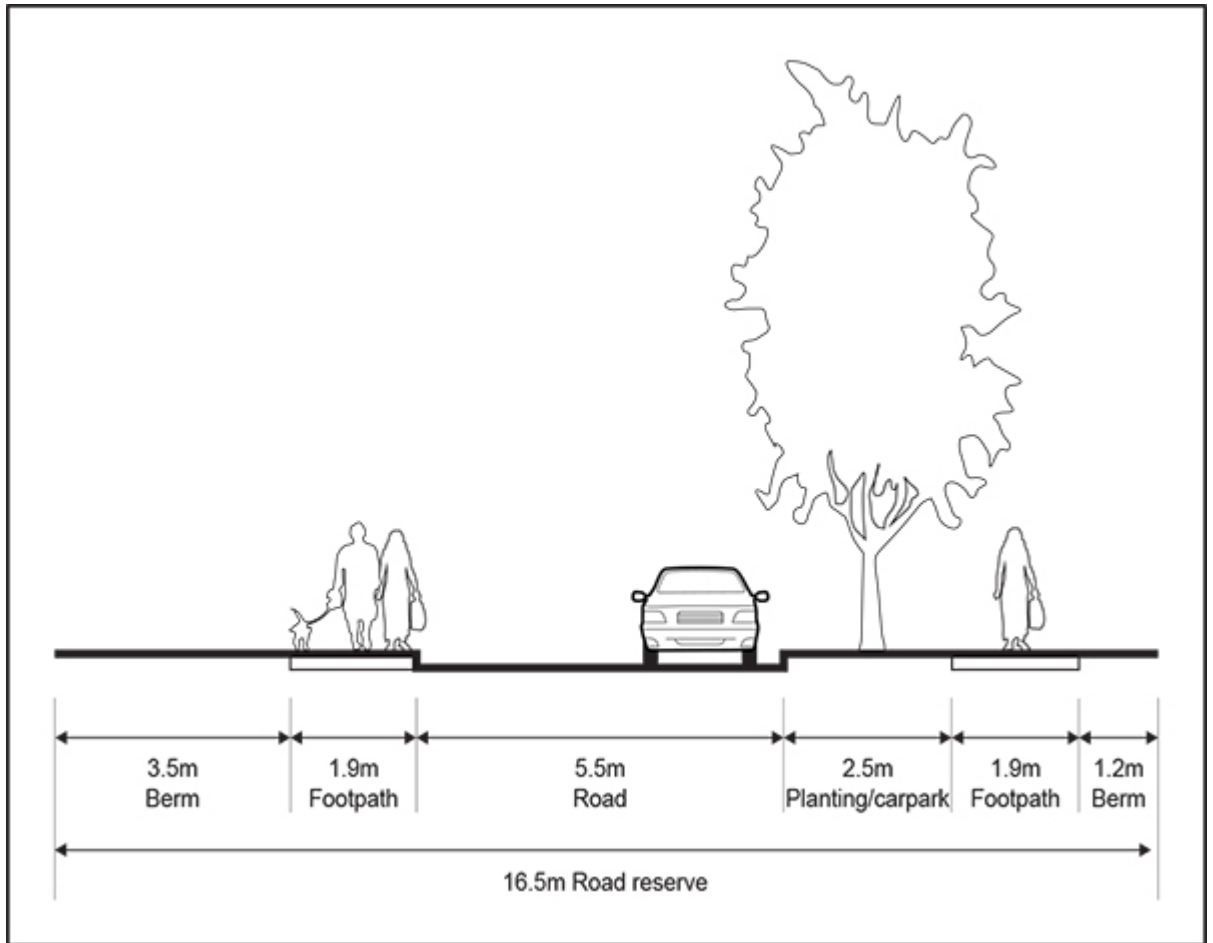 3.5m
Berm
1.9m
Footpath
5.5m
Road
2.5m
Planting/carpark
1.9m
Footpath
1.2m
Berm
16.5m Road reserve